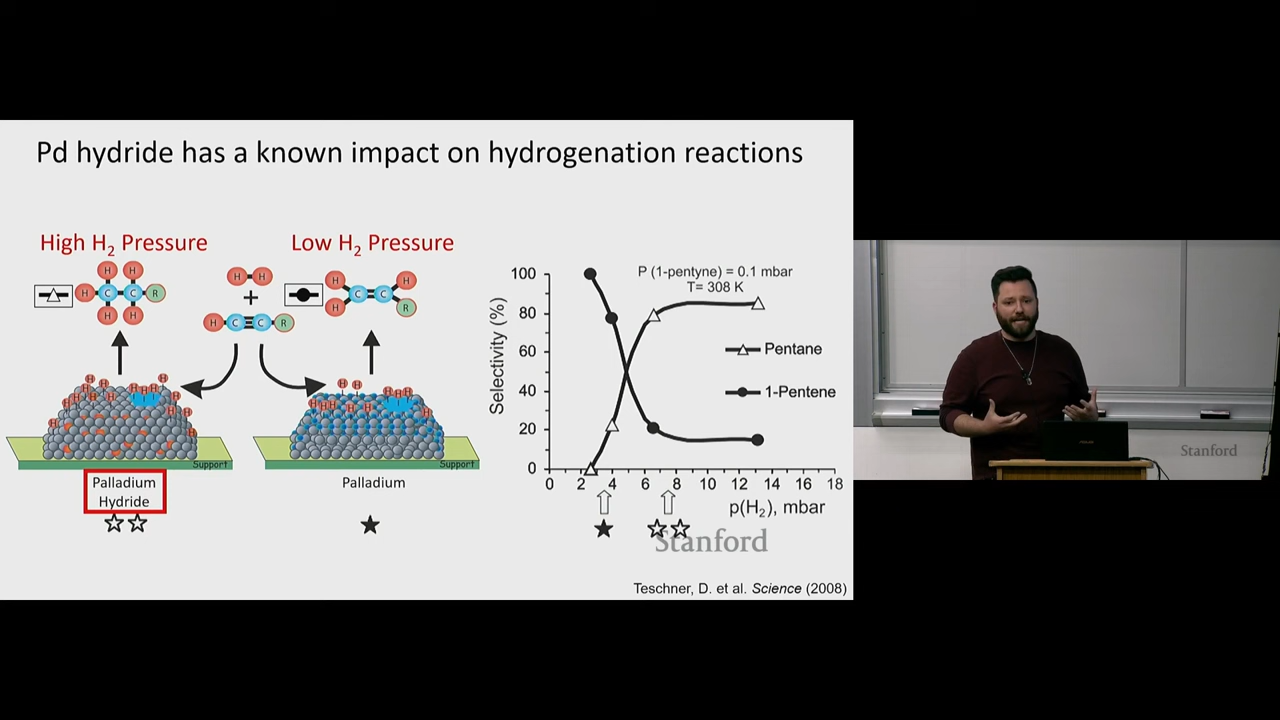 Pd hydride has a known impact on hydrogenation reactions
High H2 Pressure
Low H2 Pressure
H H
H C C R
H H
H H
+
H C C R
H H
C C
H R
H H H H H H H H H H H
H H H H H H H H H
Support
Support
Palladium
Hydride
Palladium
Selectivity (%)
100
80
60
40
20
0
P (1-pentyne) = 0.1 mbar
T= 308 K
Pentane
1-Pentene
0 2 4 6 8 10 12 14 16 18
p(H2), mbar
Stanford
Teschner, D. et al. Science (2008)
Stanford